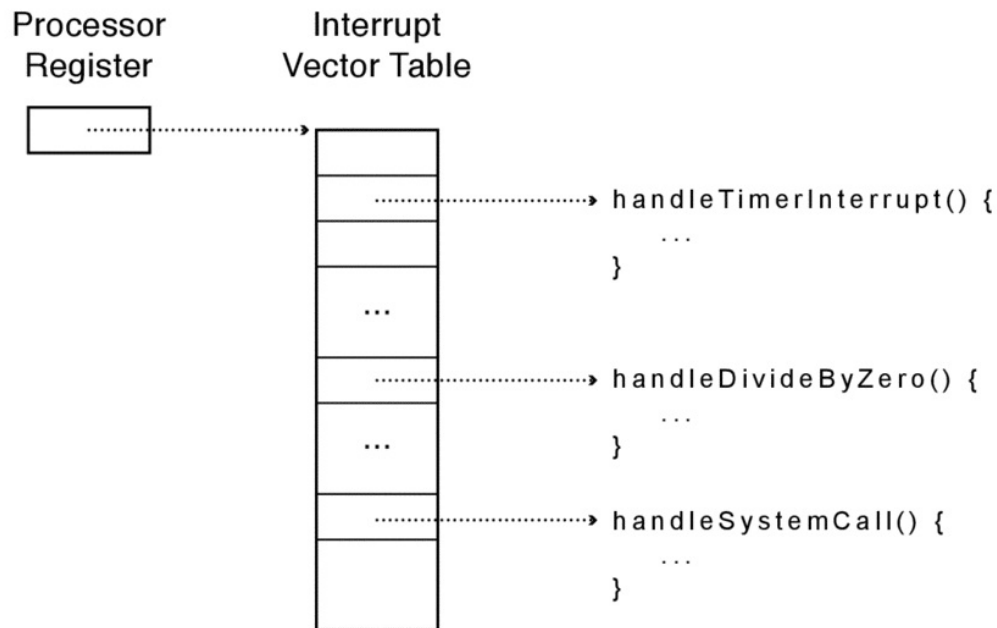 Processor
Register
Interrupt
Vector Table
handleTimerInterrupt() {
...
}
...
handleDivideByZero() {
...
}
...
handleSystemCall() {
...
}